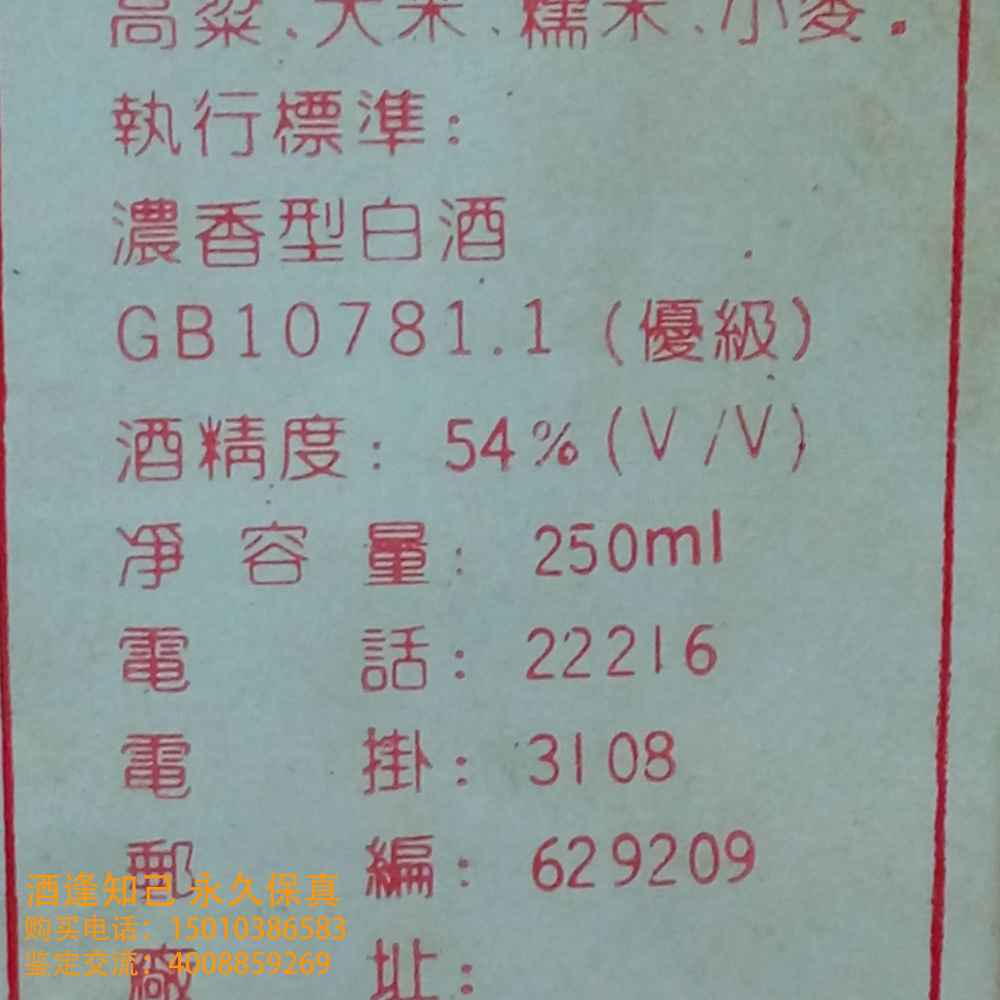 高粱、大米、糯米、小麥.
執行標準:
濃香型白酒
GB10781.1(優級)
酒精度: 54%(V/V)
凈容量: 250ml
電話: 22216
電掛: 3108
郵編: 629209
廠址:
酒逢知己 永久保真
购买电话: 15010386583
鉴定交流: 4008859269